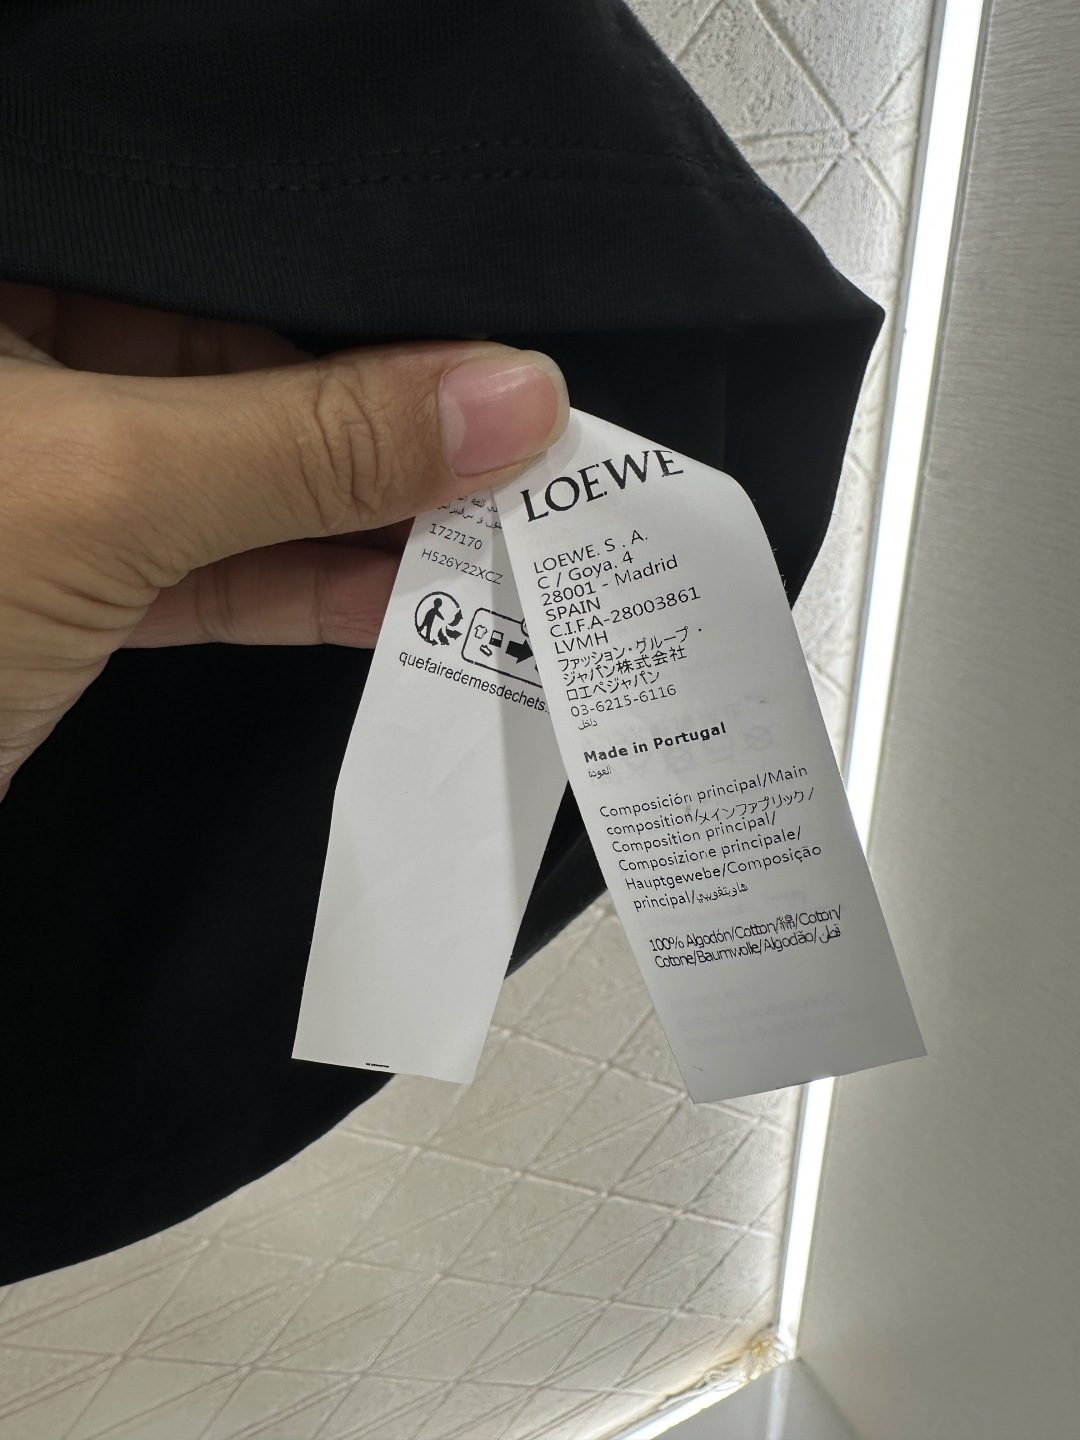 LOEWE
LOEWE. S . A.
C / Goya. 4
28001 - Madrid
SPAIN
C.I.F.A-28003861
LVMH
ファッション・グループ・
ジャパン株式会社
ロエベジャパン
03-6215-6116
داخل
Made in Portugal
العودة
Composición principal/Main
composition/メインファブリック/
Composition principal/
Composizione principale/
Hauptgewebe/Composição
principal/
100% Algodón/Cotton/綿/Coton/
Cotone/Baumwolle/Algodão/قطن
1727170
H526Y22XCZ
quefairedemesdechets.